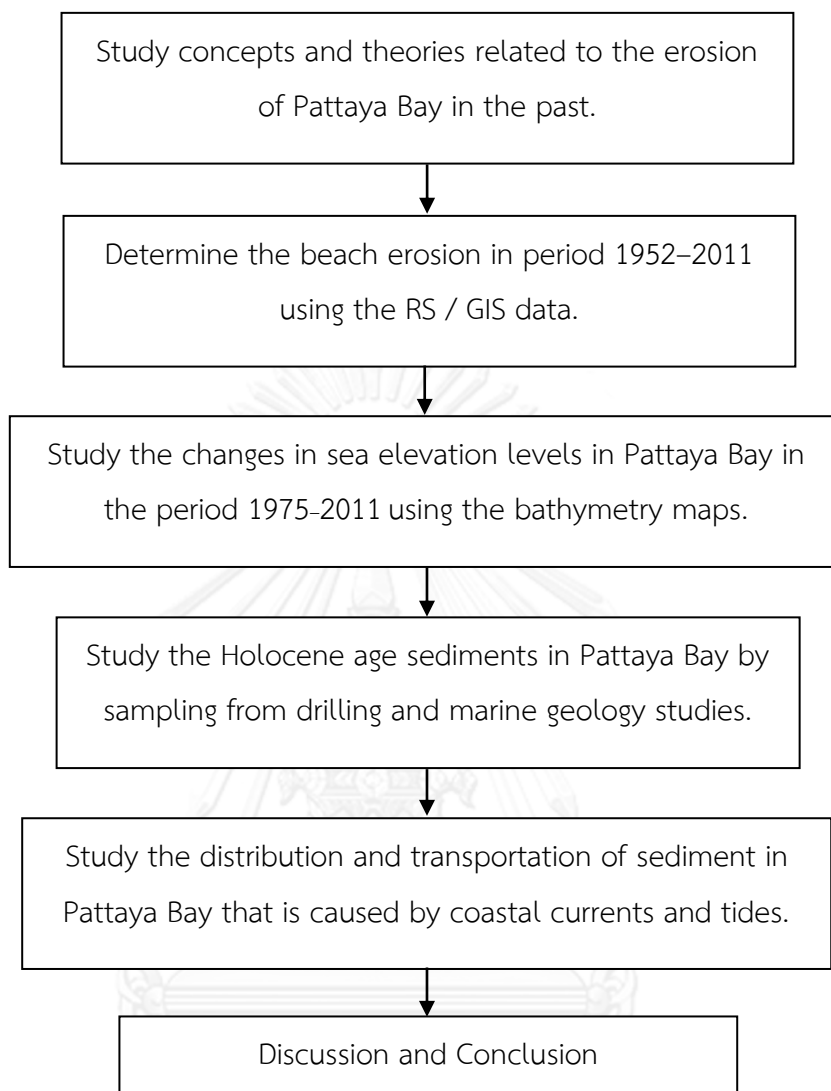 Study concepts and theories related to the erosion
of Pattaya Bay in the past.
Determine the beach erosion in period 1952–2011
using the RS / GIS data.
Study the changes in sea elevation levels in Pattaya Bay in
the period 1975-2011 using the bathymetry maps.
Study the Holocene age sediments in Pattaya Bay by
sampling from drilling and marine geology studies.
Study the distribution and transportation of sediment in
Pattaya Bay that is caused by coastal currents and tides.
Discussion and Conclusion